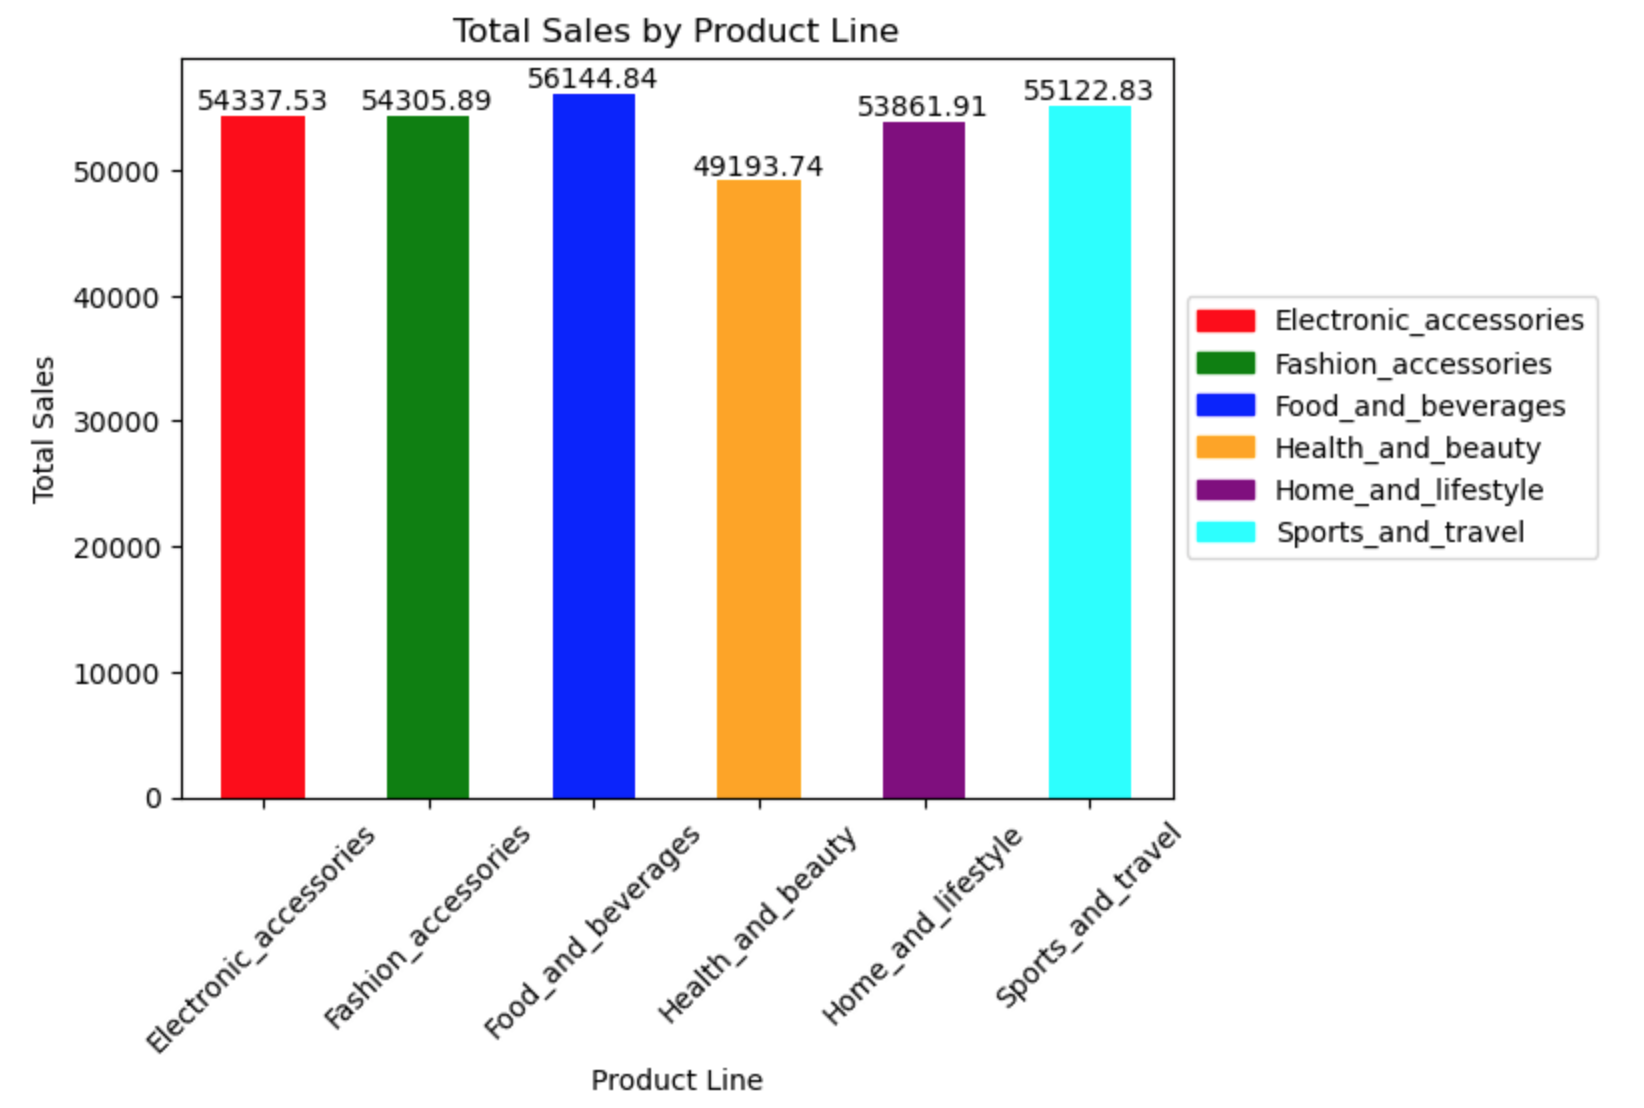 Total Sales by Product Line
54337.53
54305.89
56144.84
49193.74
53861.91
55122.83
Total Sales
50000
40000
30000
20000
10000
0
Electronic_accessories
Fashion_accessories
Food_and_beverages
Health_and_beauty
Home_and_lifestyle
Sports_and_travel
Product Line
Electronic_accessories
Fashion_accessories
Food_and_beverages
Health_and_beauty
Home_and_lifestyle
Sports_and_travel